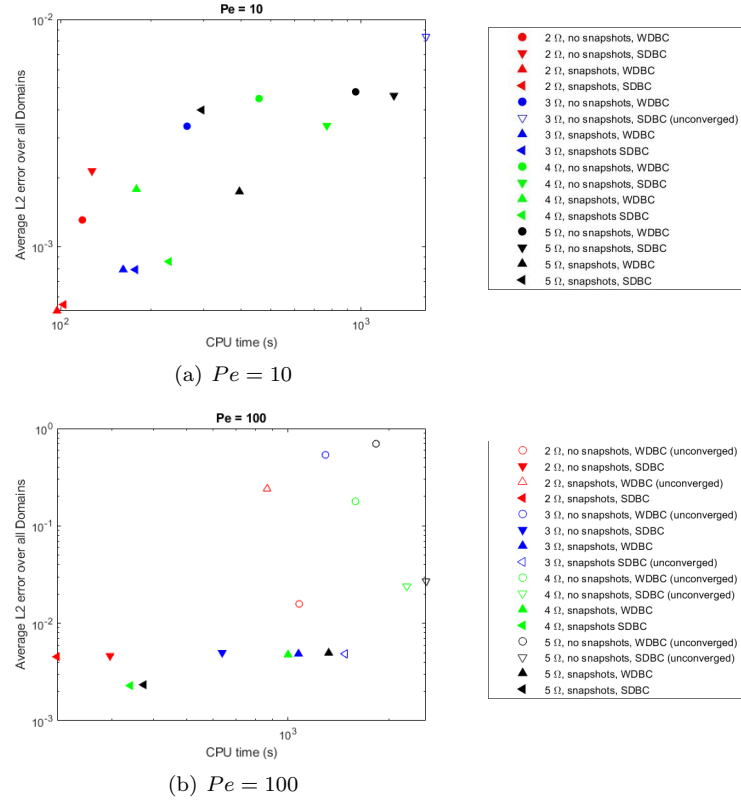 Pe = 10
10^-2
10^-3
10^2
10^3
Average L2 error over all Domains
CPU time (s)
2 Ω, no snapshots, WDBC
2 Ω, no snapshots, SDBC
2 Ω, snapshots, WDBC
2 Ω, snapshots, SDBC
3 Ω, no snapshots, WDBC
3 Ω, no snapshots, SDBC (unconverged)
3 Ω, snapshots, WDBC
3 Ω, snapshots SDBC
4 Ω, no snapshots, WDBC
4 Ω, no snapshots, SDBC
4 Ω, snapshots, WDBC
4 Ω, snapshots SDBC
5 Ω, no snapshots, WDBC
5 Ω, no snapshots, SDBC
5 Ω, snapshots, WDBC
5 Ω, snapshots, SDBC
(a) Pe = 10
Pe = 100
10^0
10^-1
10^-2
10^-3
10^3
Average L2 error over all Domains
CPU time (s)
2 Ω, no snapshots, WDBC (unconverged)
2 Ω, no snapshots, SDBC
2 Ω, snapshots, WDBC (unconverged)
2 Ω, snapshots, SDBC
3 Ω, no snapshots, WDBC (unconverged)
3 Ω, no snapshots, SDBC
3 Ω, snapshots, WDBC
3 Ω, snapshots SDBC (unconverged)
4 Ω, no snapshots, WDBC (unconverged)
4 Ω, no snapshots, SDBC (unconverged)
4 Ω, snapshots, WDBC
4 Ω, snapshots SDBC
5 Ω, no snapshots, WDBC (unconverged)
5 Ω, no snapshots, SDBC (unconverged)
5 Ω, snapshots, WDBC
5 Ω, snapshots, SDBC
(b) Pe = 100